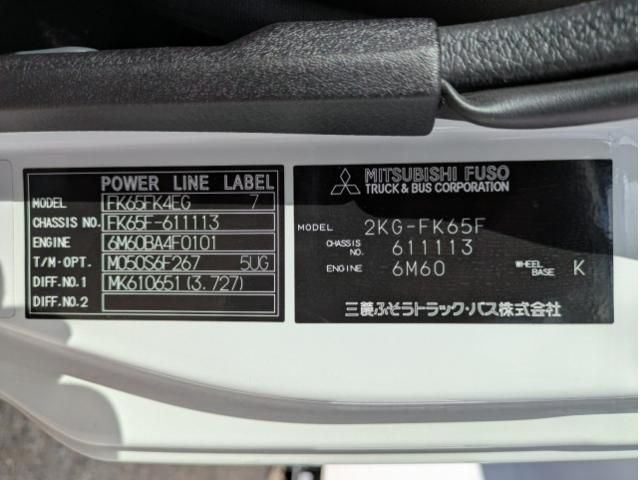 POWER LINE LABEL
MODEL FK65FK4EG 7
CHASSIS NO. FK65F-611113
ENGINE 6M60BA4F0101
T/M·OPT. M050S6F267 5UG
DIFF.NO.1 MK610651 (3.727)
DIFF.NO.2
MITSUBISHI FUSO
TRUCK & BUS CORPORATION
MODEL 2KG-FK65F
CHASSIS NO. 611113
ENGINE 6M60 WHEEL BASE K
三菱ふそうトラック・バス株式会社